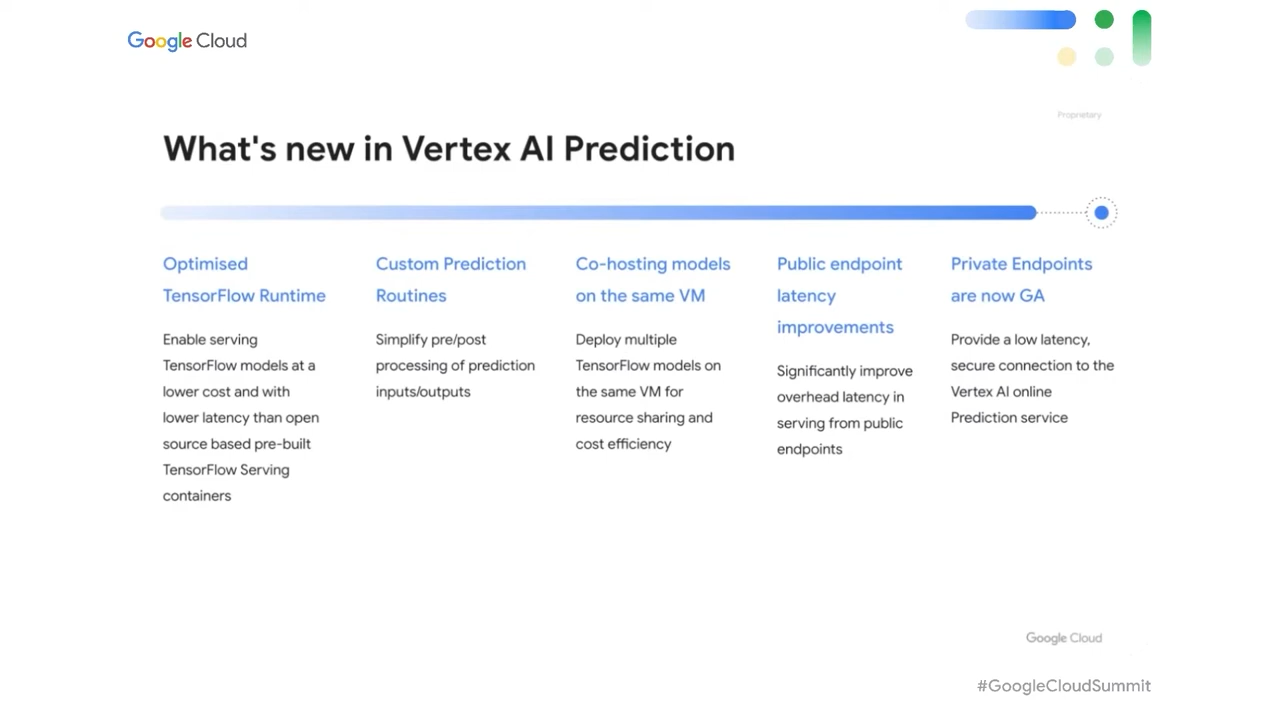 Google Cloud
Proprietary
What's new in Vertex AI Prediction
Optimised
TensorFlow Runtime
Enable serving
TensorFlow models at a
lower cost and with
lower latency than open
source based pre-built
TensorFlow Serving
containers
Custom Prediction
Routines
Simplify pre/post
processing of prediction
inputs/outputs
Co-hosting models
on the same VM
Deploy multiple
TensorFlow models on
the same VM for
resource sharing and
cost efficiency
Public endpoint
latency
improvements
Significantly improve
overhead latency in
serving from public
endpoints
Private Endpoints
are now GA
Provide a low latency,
secure connection to the
Vertex AI online
Prediction service
Google Cloud
#GoogleCloudSummit